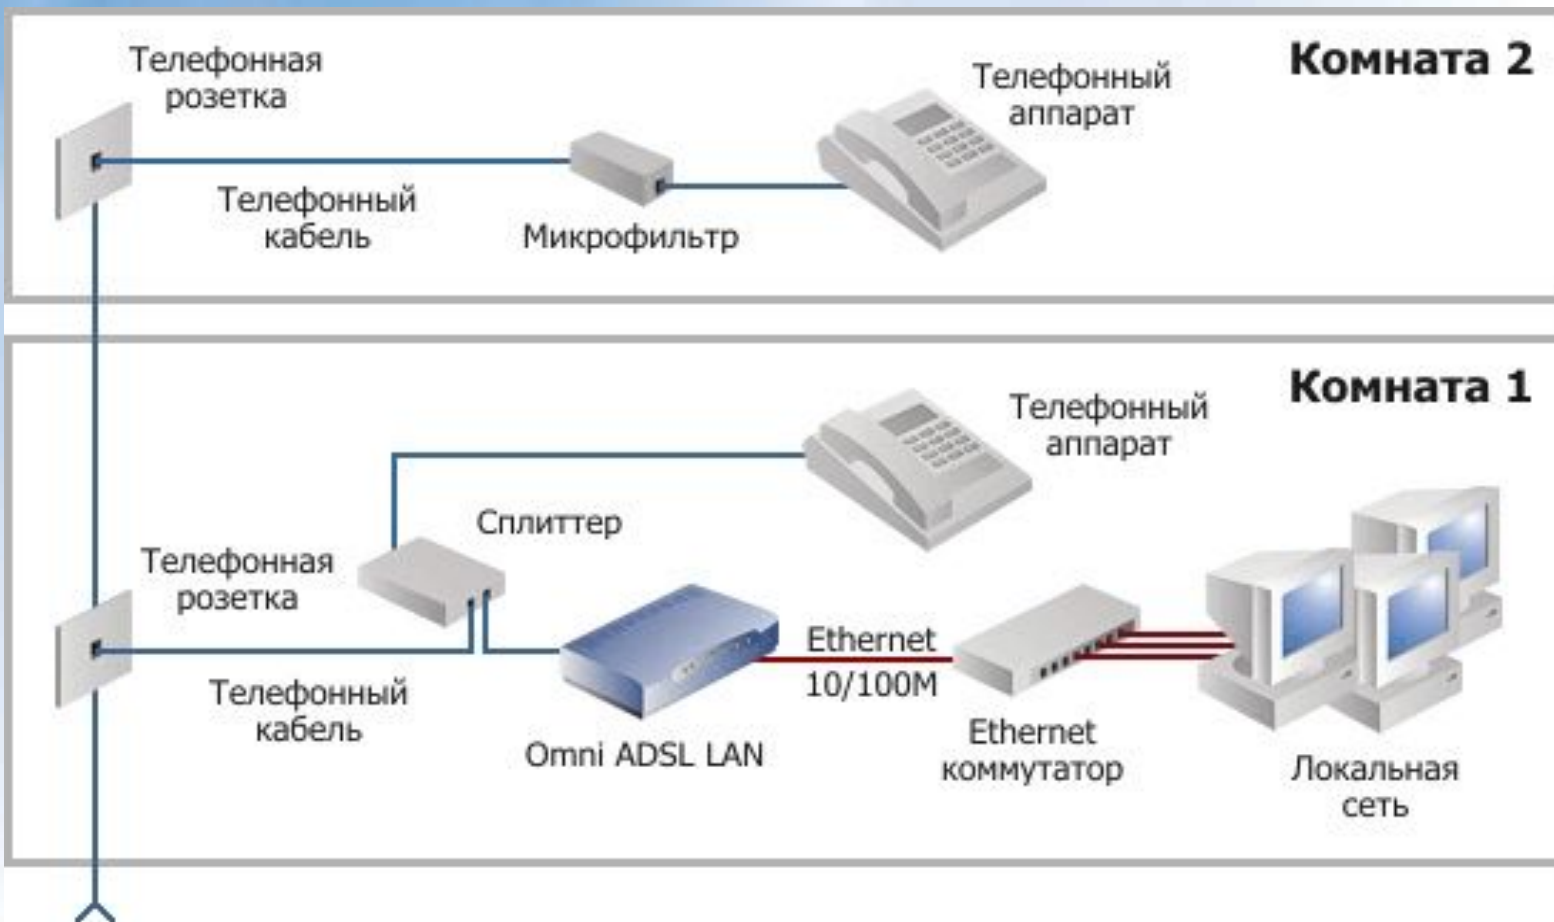 Комната 2
Телефонная
розетка
Телефонный
аппарат
Телефонный
кабель
Микрофильтр
Комната 1
Телефонный
аппарат
Сплиттер
Телефонная
розетка
Телефонный
кабель
Omni ADSL LAN
Ethernet
10/100M
Ethernet
коммутатор
Локальная
сеть